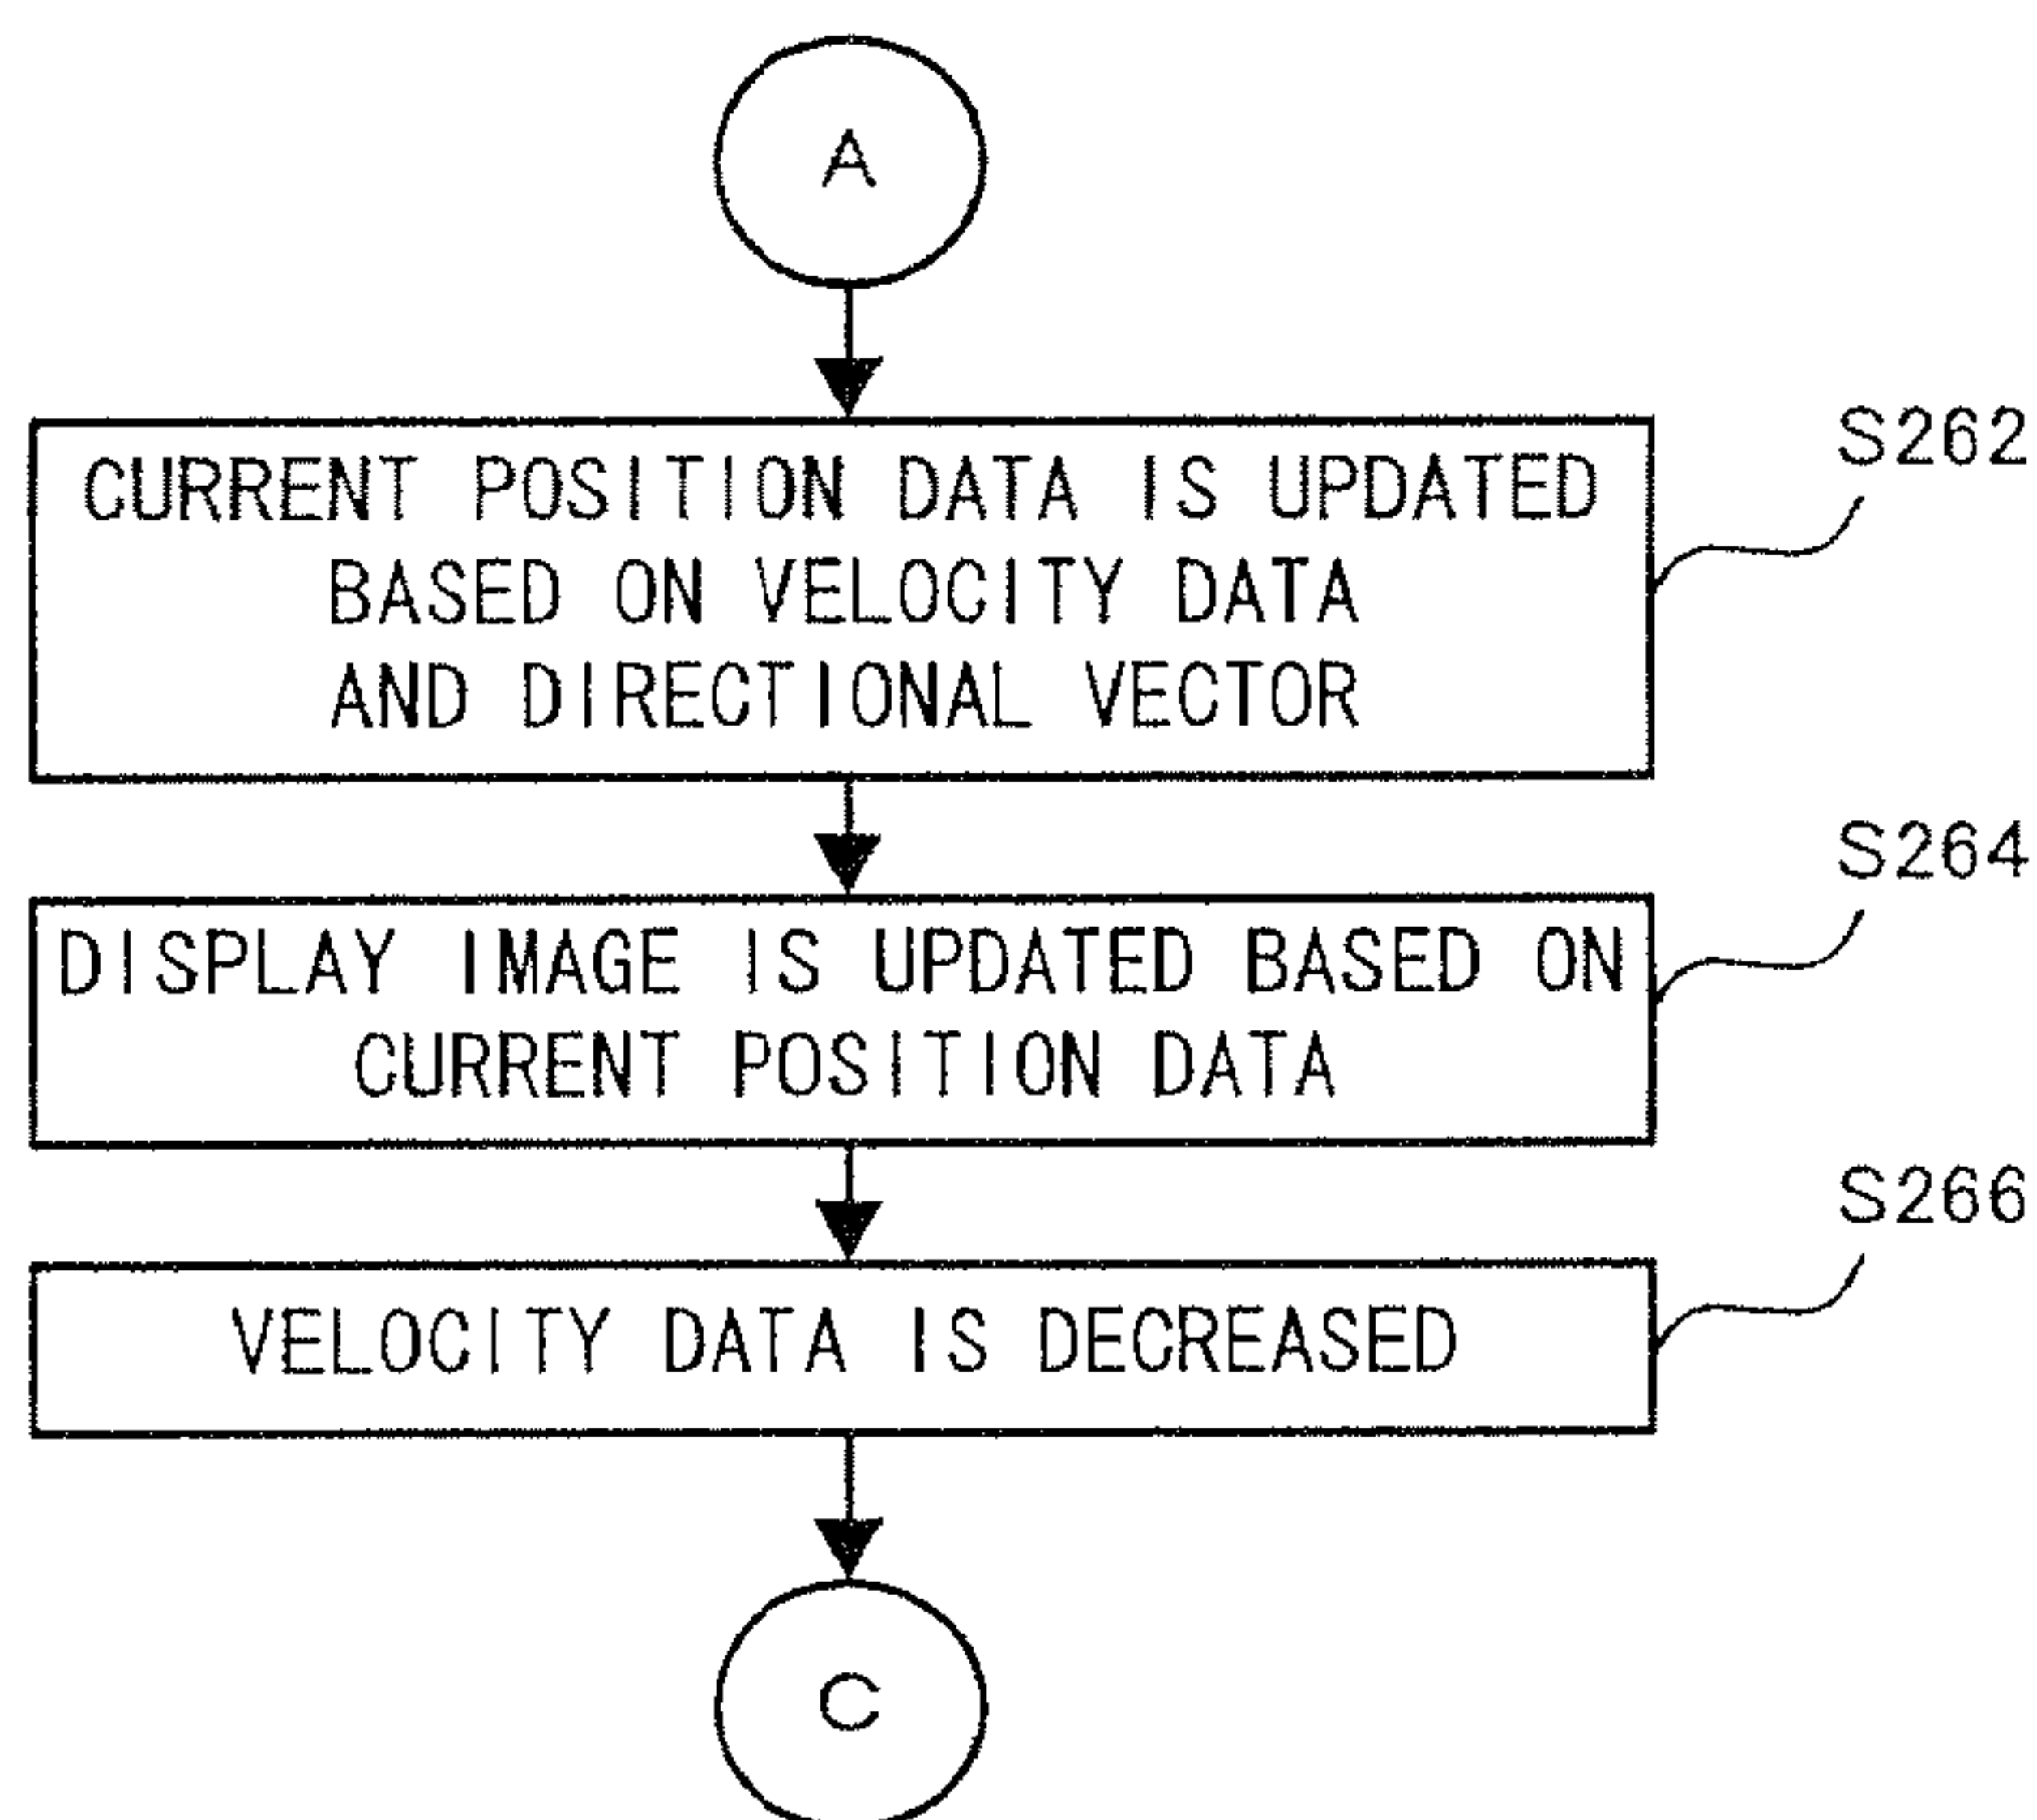 A
S262
CURRENT POSITION DATA IS UPDATED
BASED ON VELOCITY DATA
AND DIRECTIONAL VECTOR
S264
DISPLAY IMAGE IS UPDATED BASED ON
CURRENT POSITION DATA
S266
VELOCITY DATA IS DECREASED
C